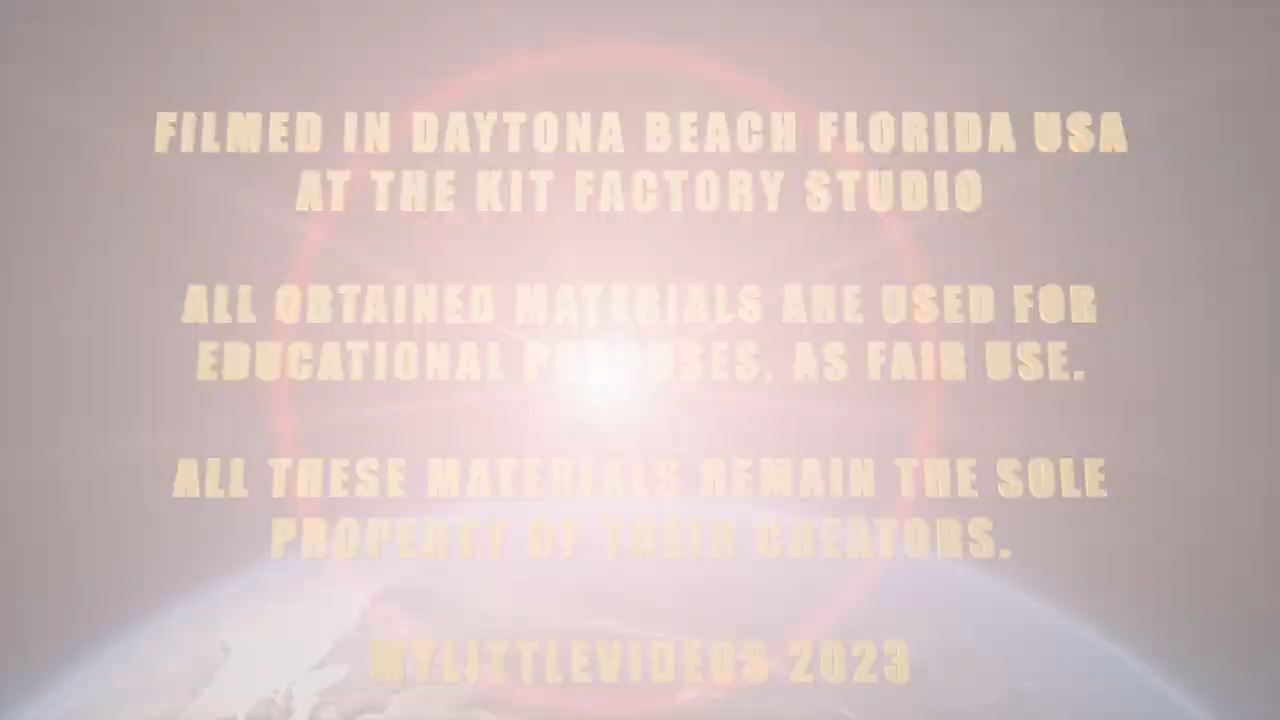 FILMED IN DAYTONA BEACH FLORIDA USA
AT THE KIT FACTORY STUDIO
ALL OBTAINED MATERIALS ARE USED FOR
EDUCATIONAL PURPOSES, AS FAIR USE.
ALL THESE MATERIALS REMAIN THE SOLE
PROPERTY OF THEIR CREATORS.
MYLITTLEVIDEOS 2023